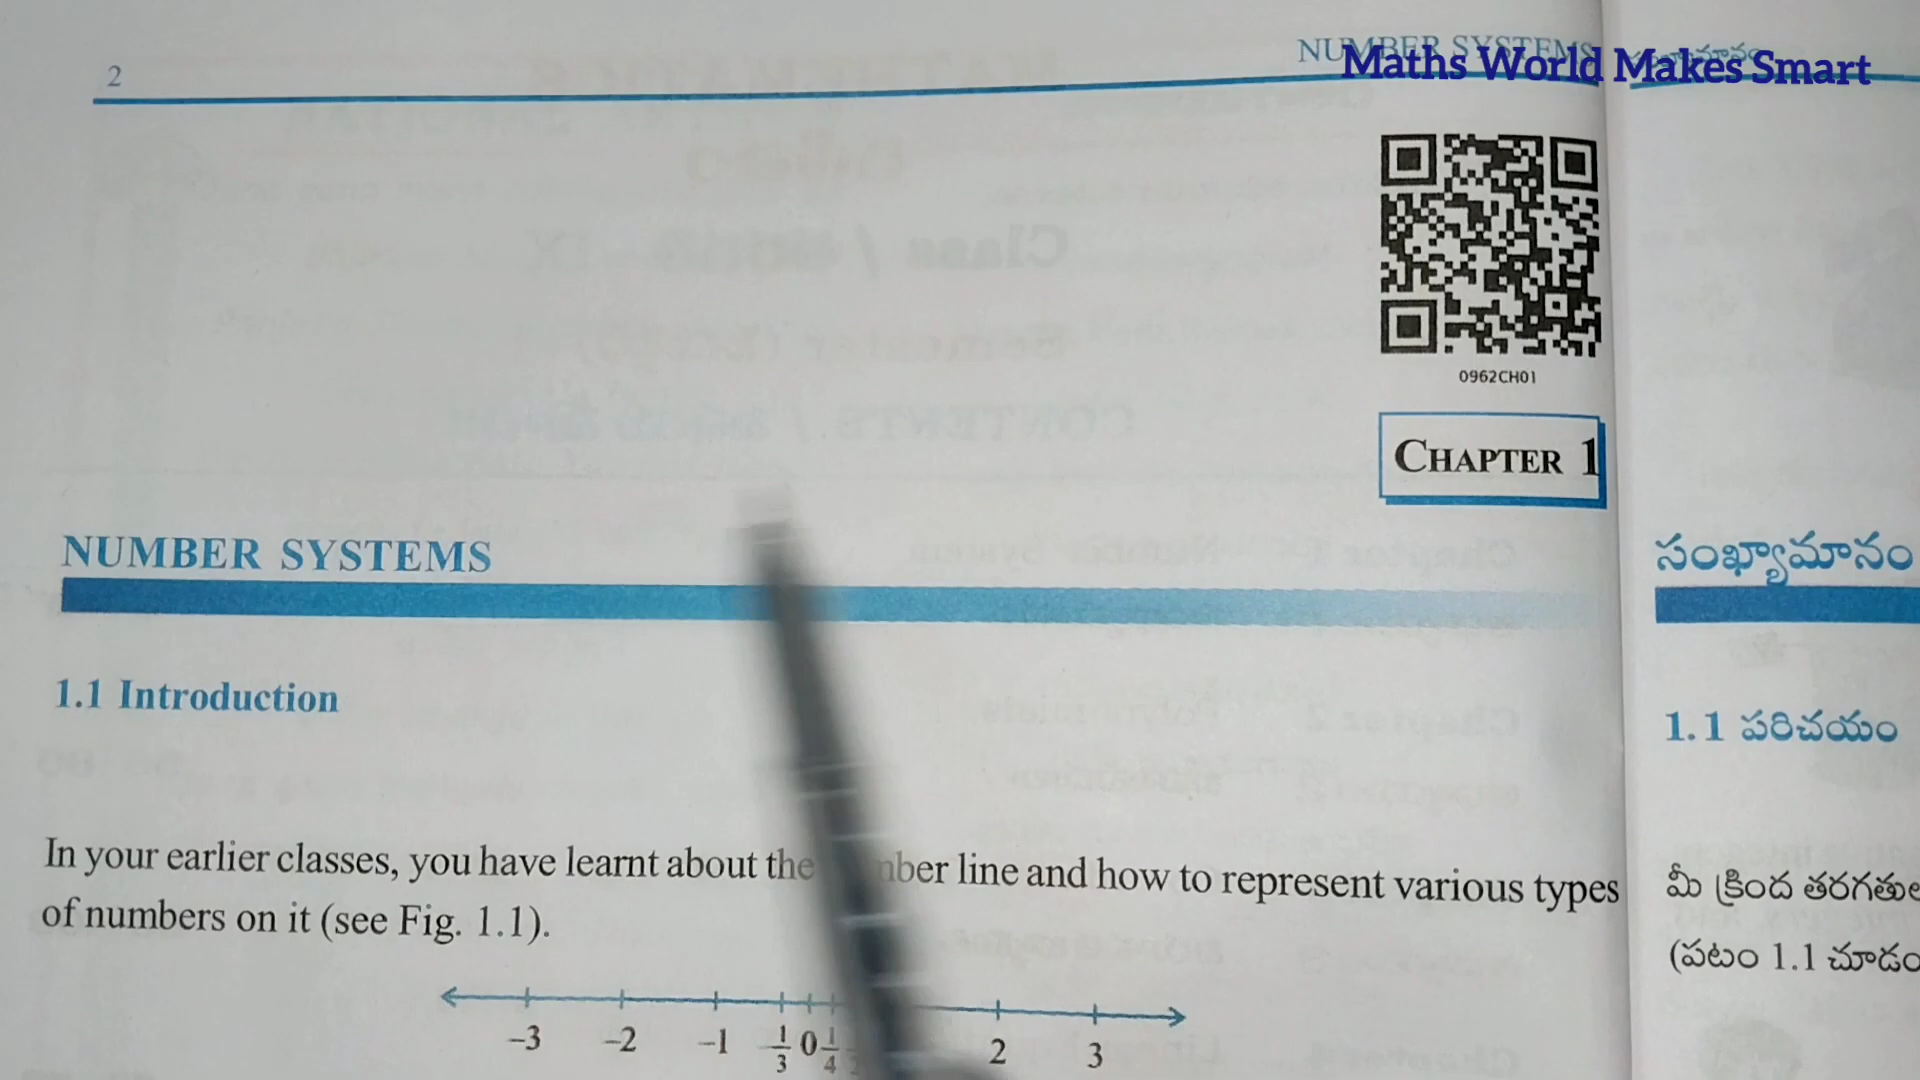 2
NUMBER SYSTEMS
Maths World Makes Smart
0962CH01
CHAPTER 1
NUMBER SYSTEMS
1.1 Introduction
In your earlier classes, you have learnt about the line and how to represent various types
of numbers on it (see Fig. 1.1).
–3 –2 –1 –1/3 0 1/4 2 3
సంఖ్యామానం
1.1 పరిచయం
మీ క్రింది
(పటం 1.1